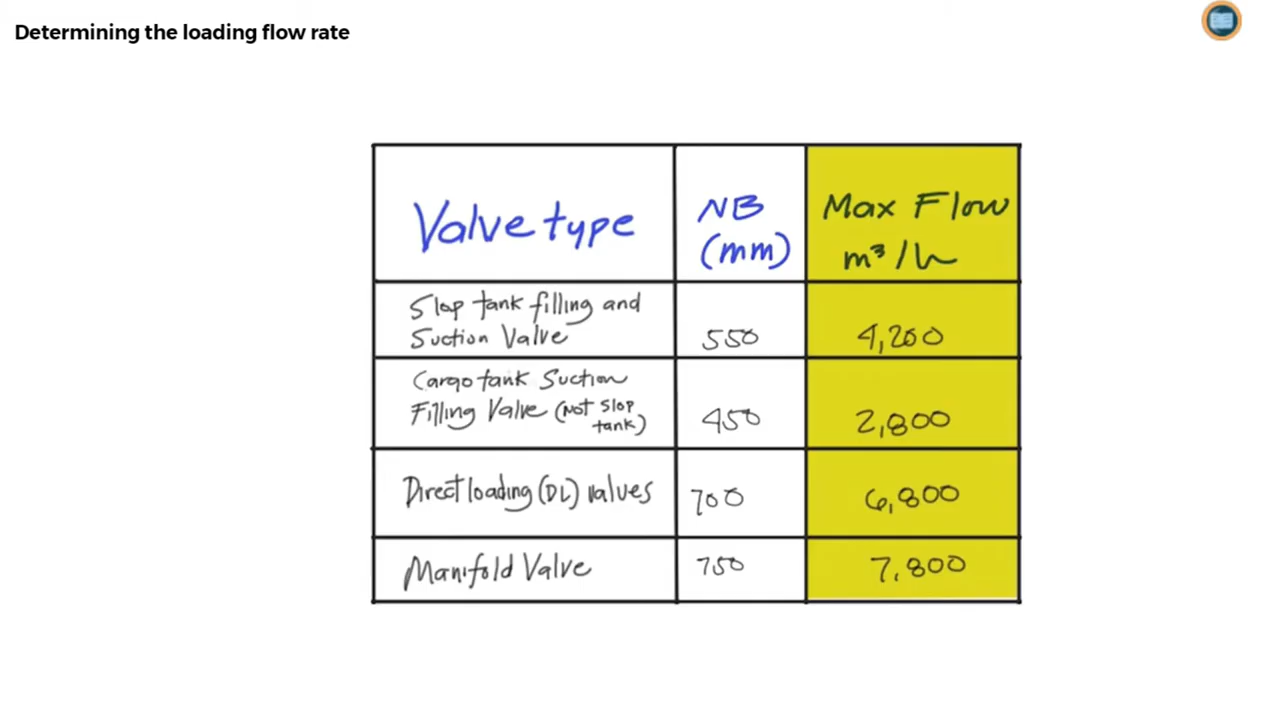 Determining the loading flow rate
Valve type
NB
(mm)
Max Flow
m³/h
Slop tank filling and
Suction Valve
550
4,200
Cargo tank Suction
Filling Valve (Not Slop
tank)
450
2,800
Direct loading (DL) valves
700
6,800
Manifold Valve
750
7,800